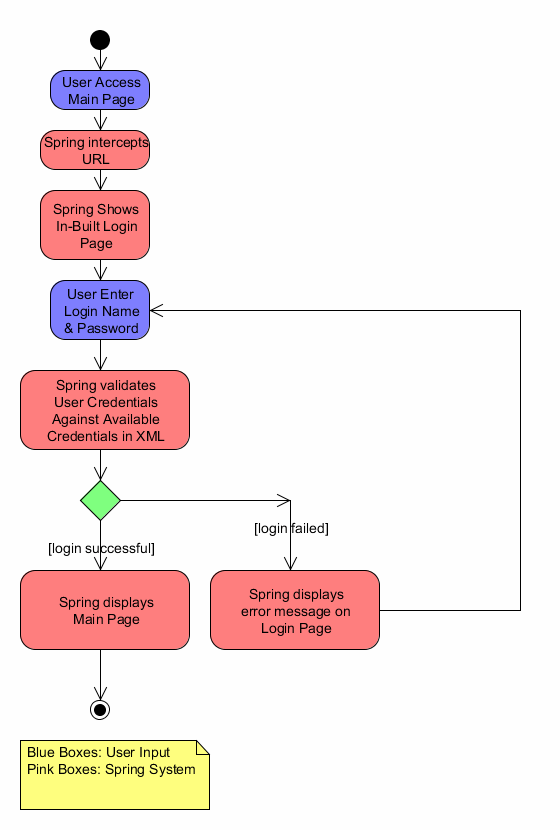 User Access
Main Page
Spring intercepts
URL
Spring Shows
In-Built Login
Page
User Enter
Login Name
& Password
Spring validates
User Credentials
Against Available
Credentials in XML
[login failed]
[login successful]
Spring displays
Main Page
Spring displays
error message on
Login Page
Blue Boxes: User Input
Pink Boxes: Spring System